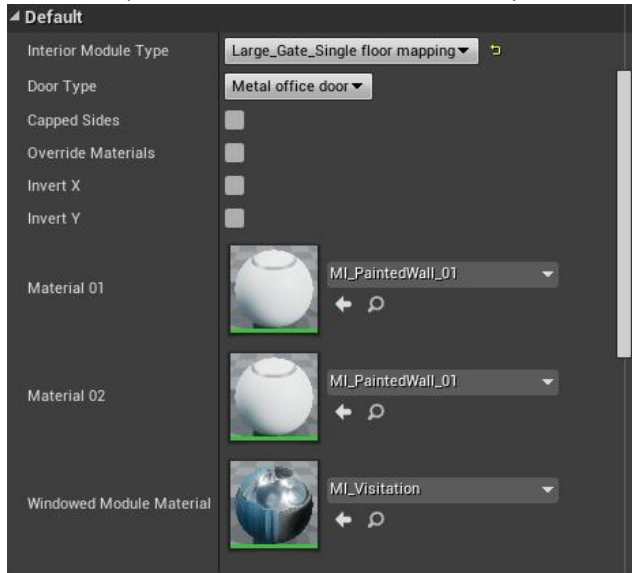 Default
Interior Module Type
Large_Gate_Single floor mapping
Door Type
Metal office door
Capped Sides
Override Materials
Invert X
Invert Y
Material 01
MI_PaintedWall_01
Material 02
MI_PaintedWall_01
Windowed Module Material
MI_Visitation